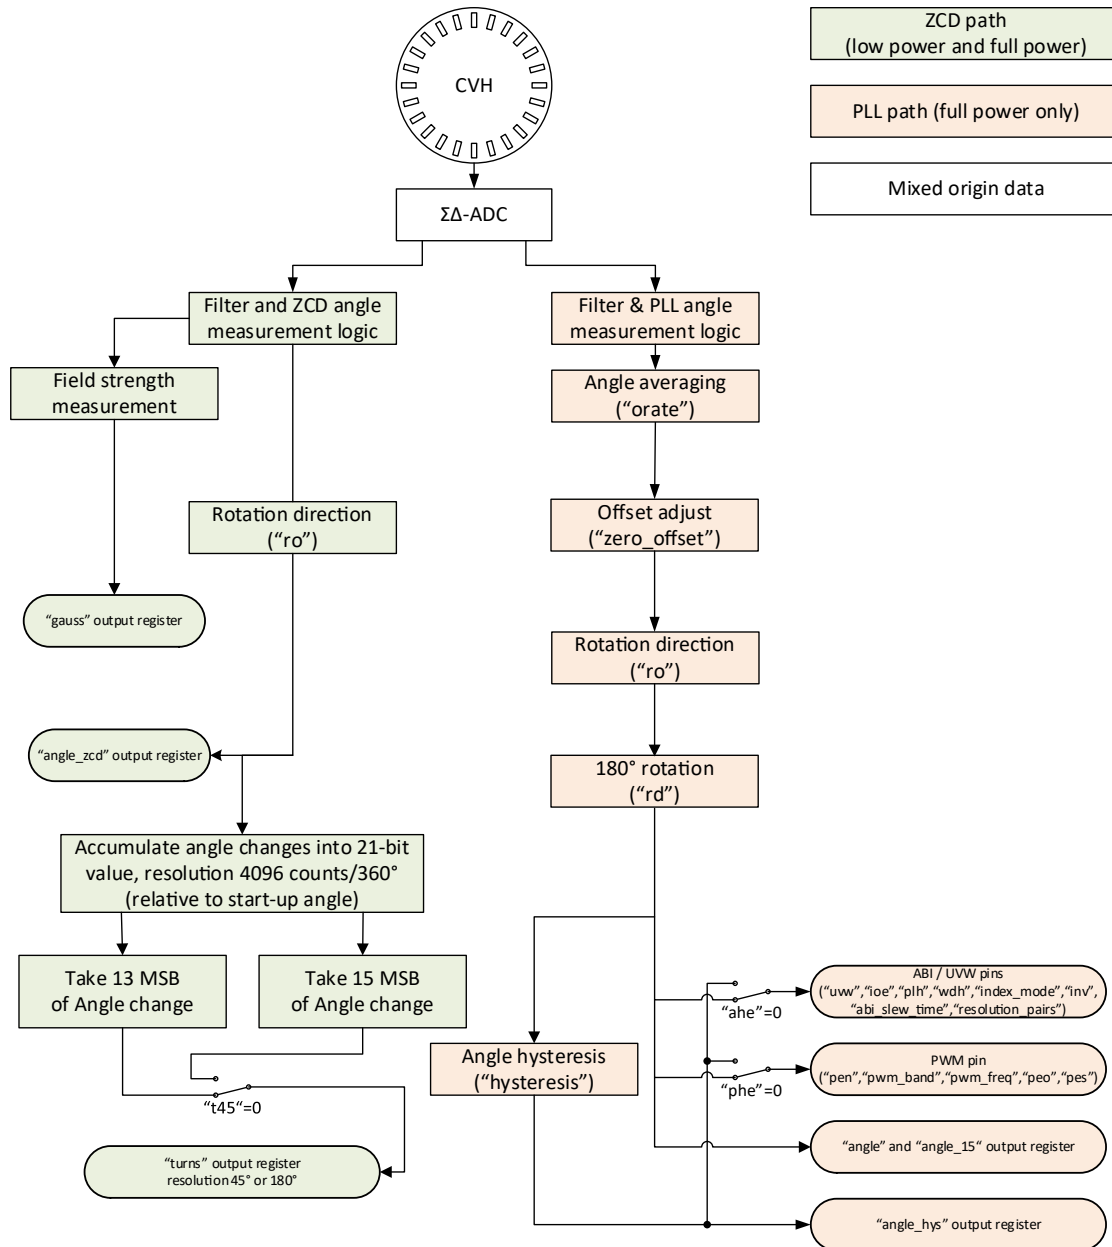 ZCD path
(low power and full power)
CVH
PLL path (full power only)
Mixed origin data
ΣΔ-ADC
Filter and ZCD angle
measurement logic
Filter & PLL angle
measurement logic
Field strength
measurement
Angle averaging
(“orate”)
Rotation direction
(“ro”)
Offset adjust
(“zero_offset”)
“gauss” output register
Rotation direction
(“ro”)
“angle_zcd” output register
180° rotation
(“rd”)
Accumulate angle changes into 21-bit
value, resolution 4096 counts/360°
(relative to start-up angle)
Take 13 MSB
of Angle change
Take 15 MSB
of Angle change
ABI / UVW pins
(“uvw”,“ioe”,“plh”,“wdh”,“index_mode”,“inv”,
“abi_slew_time”,“resolution_pairs”)
“ahe”=0
Angle hysteresis
(“hysteresis”)
PWM pin
(“pen”,“pwm_band”,“pwm_freq”,“peo”,“pes”)
“phe”=0
“t45“=0
“angle” and “angle_15“ output register
“turns” output register
resolution 45° or 180°
“angle_hys” output register